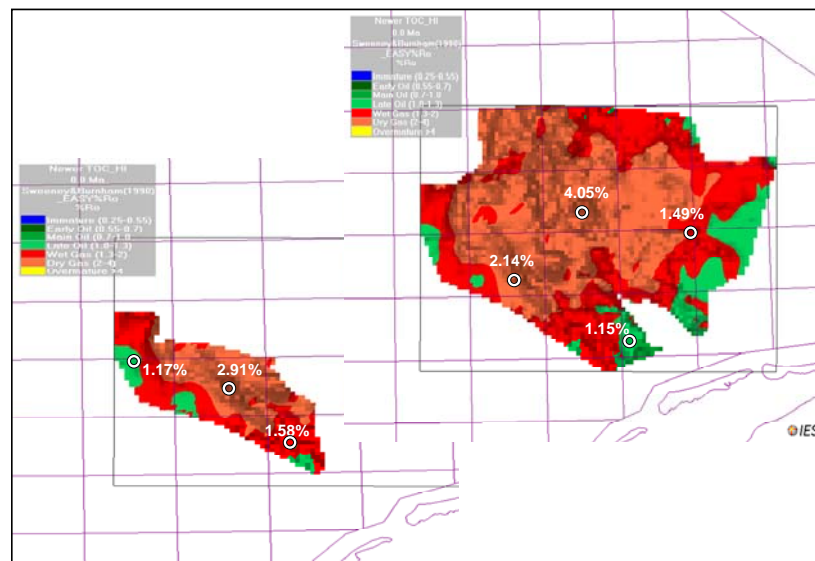 Newer TOC_HI
0.0 Ma
Sweeney&Burnham(1990)
_EASY%Ro
%Ro
Immature (0.25-0.55)
Early Oil (0.55-0.7)
Main Oil (0.7-1.0
Late Oil (1.0-1.3)
Wet Gas (1.3-2)
Dry Gas (2-4)
Overmature >4
4.05%
1.49%
2.14%
1.15%
IES
Newer TOC_HI
0.0 Ma
Sweeney&Burnham(1990)
_EASY%Ro
%Ro
Immature (0.25-0.55)
Early Oil (0.55-0.7)
Main Oil (0.7-1.0
Late Oil (1.0-1.3)
Wet Gas (1.3-2)
Dry Gas (2-4)
Overmature >4
1.17%
2.91%
1.58%